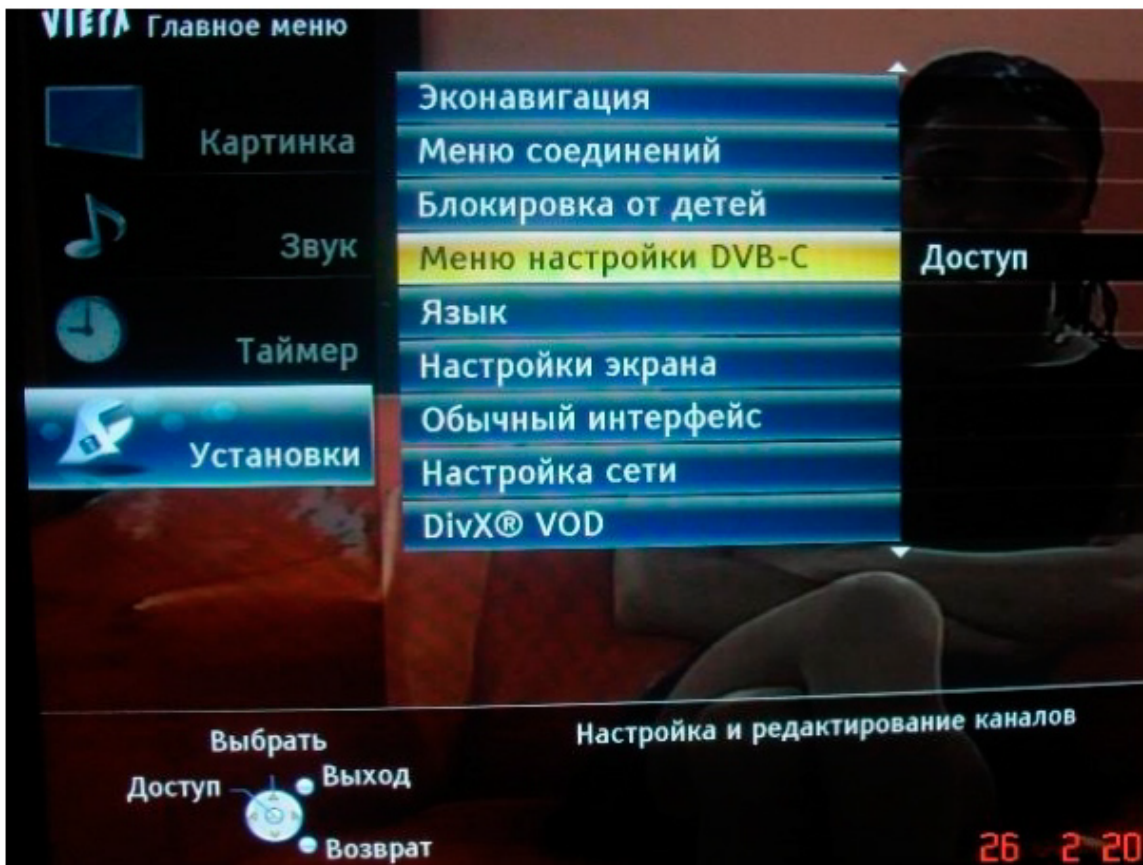 VIERA Главное меню
Картинка
Звук
Таймер
Установки
Эконавигация
Меню соединений
Блокировка от детей
Меню настройки DVB-C
Доступ
Язык
Настройки экрана
Обычный интерфейс
Настройка сети
DivX® VOD
Настройка и редактирование каналов
Выбрать
Доступ
Выход
Возврат
26 2 20